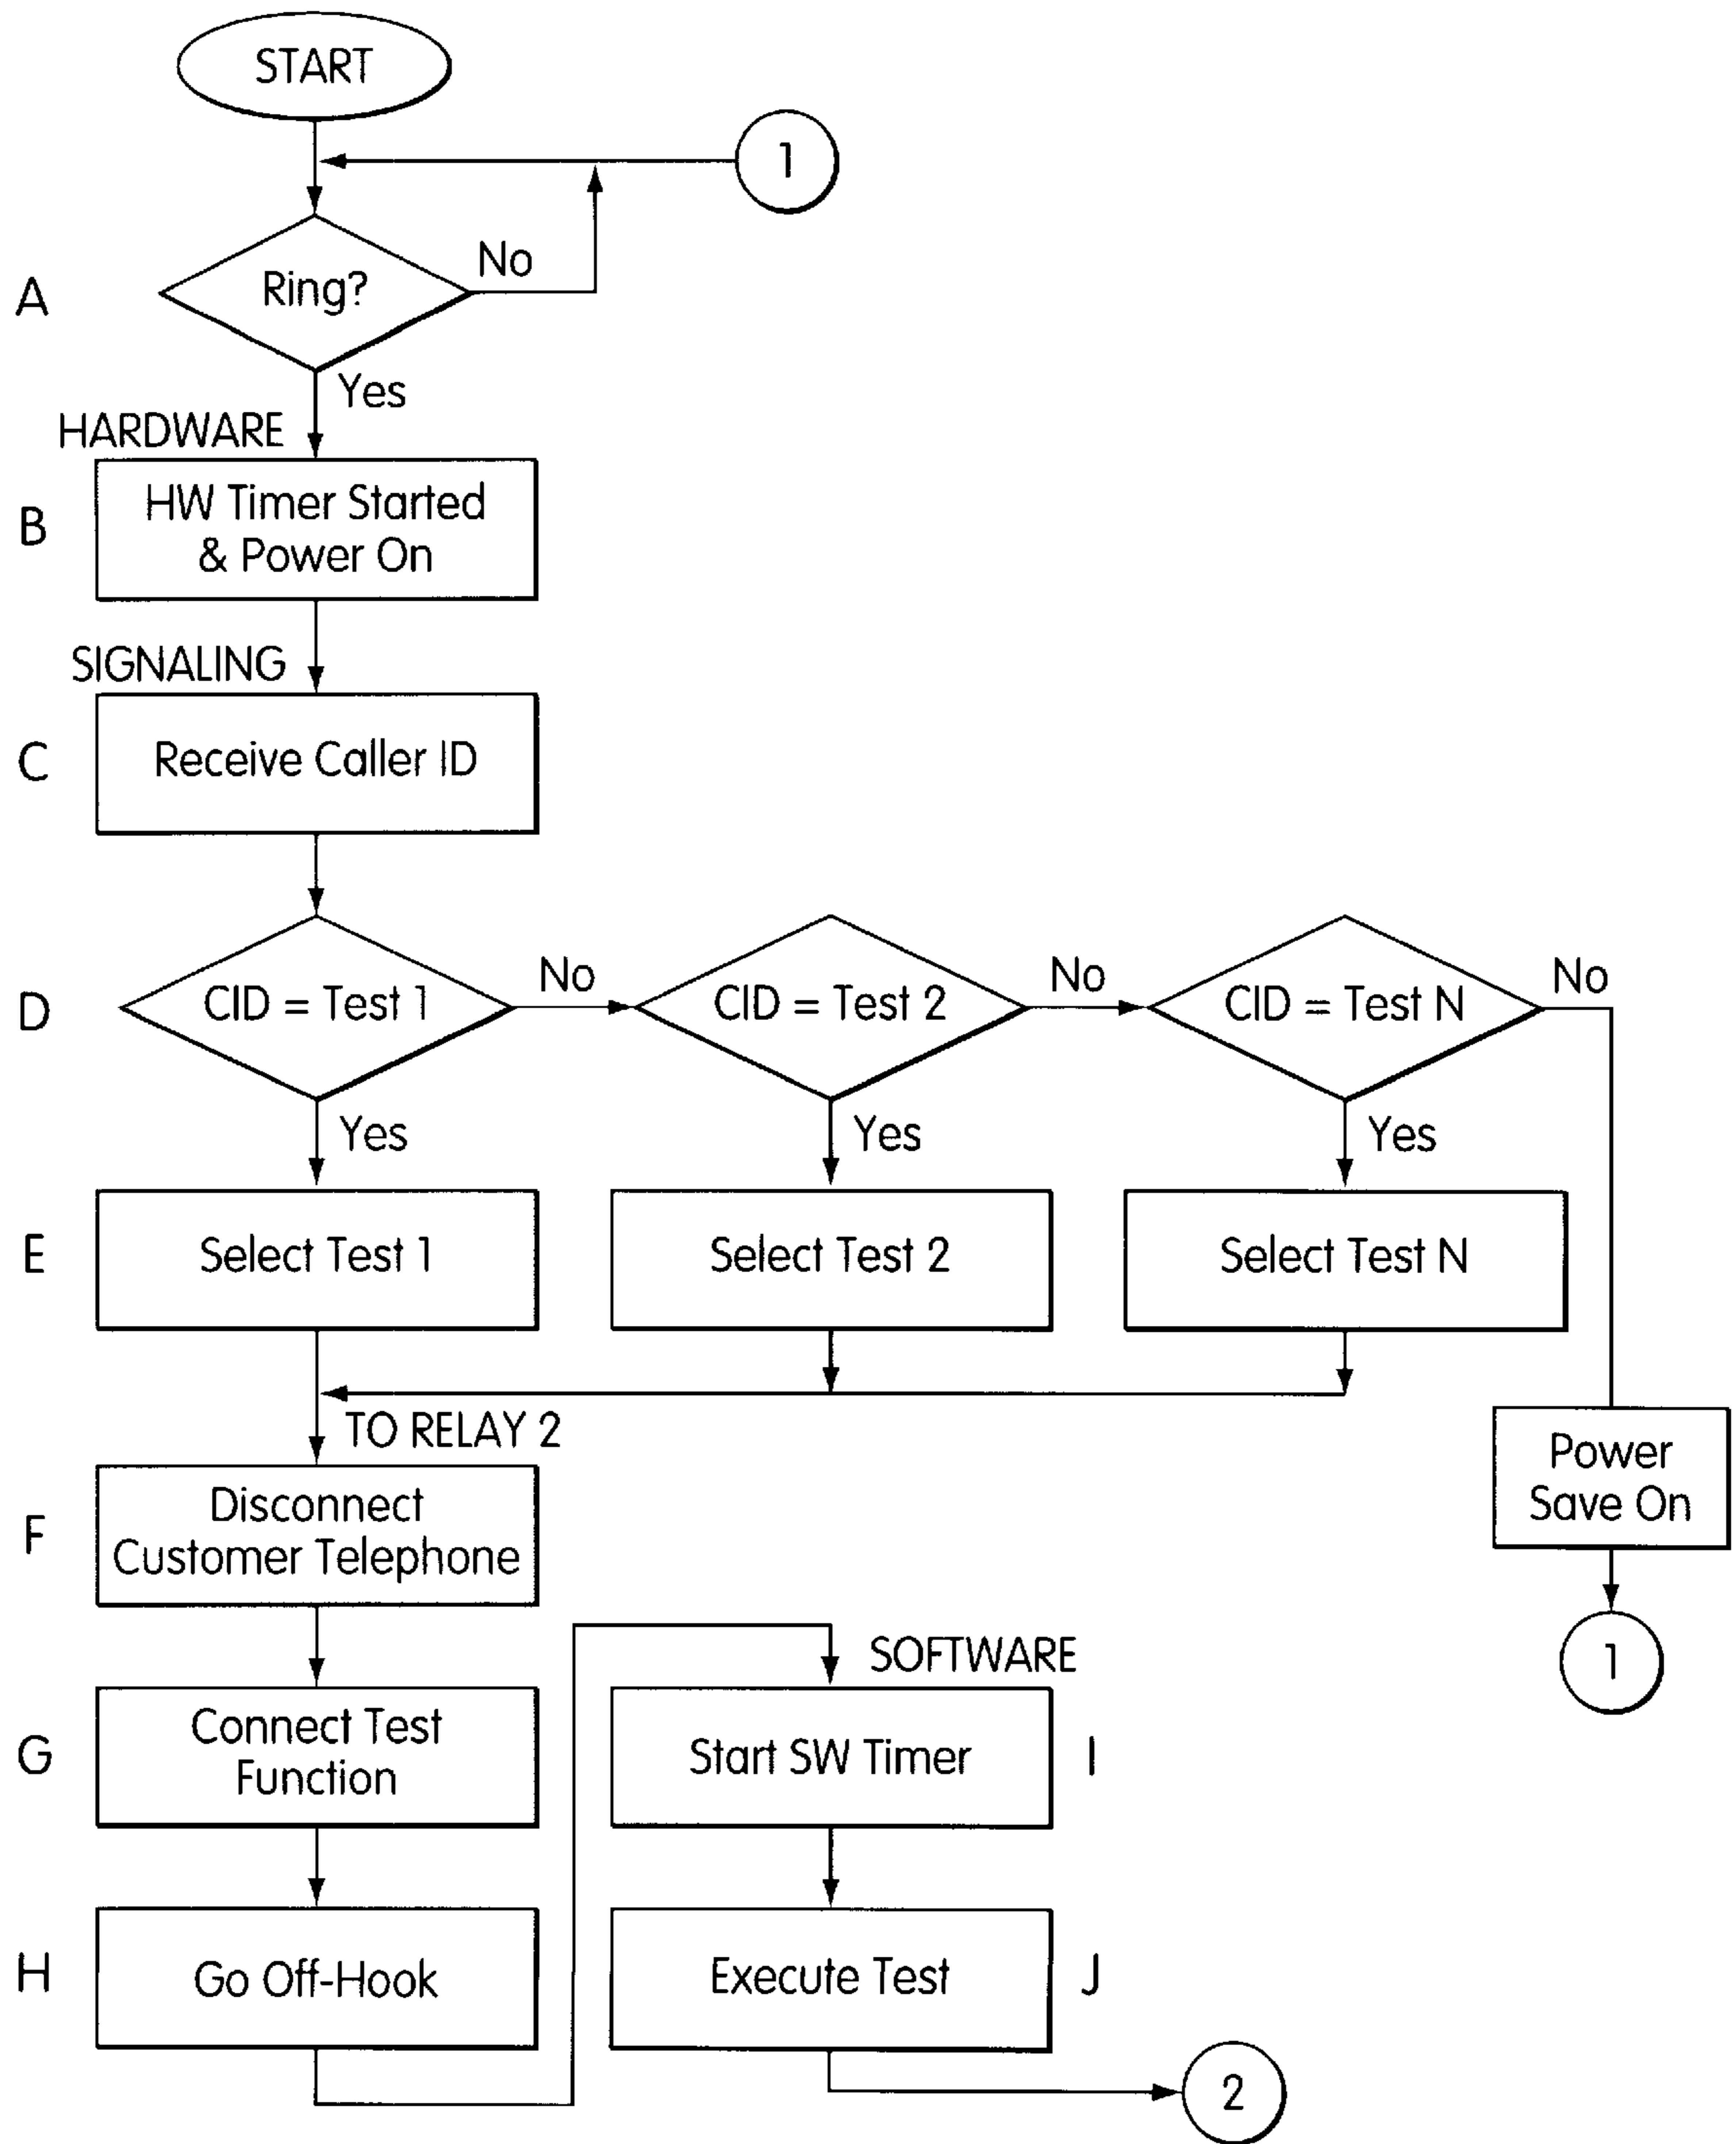 START
1
No
A
Ring?
Yes
HARDWARE
B
HW Timer Started
& Power On
SIGNALING
C
Receive Caller ID
D
CID = Test 1
No
CID = Test 2
No
CID = Test N
No
Yes
Yes
Yes
E
Select Test 1
Select Test 2
Select Test N
TO RELAY 2
Power
Save On
F
Disconnect
Customer Telephone
1
SOFTWARE
G
Connect Test
Function
Start SW Timer
I
H
Go Off-Hook
Execute Test
J
2